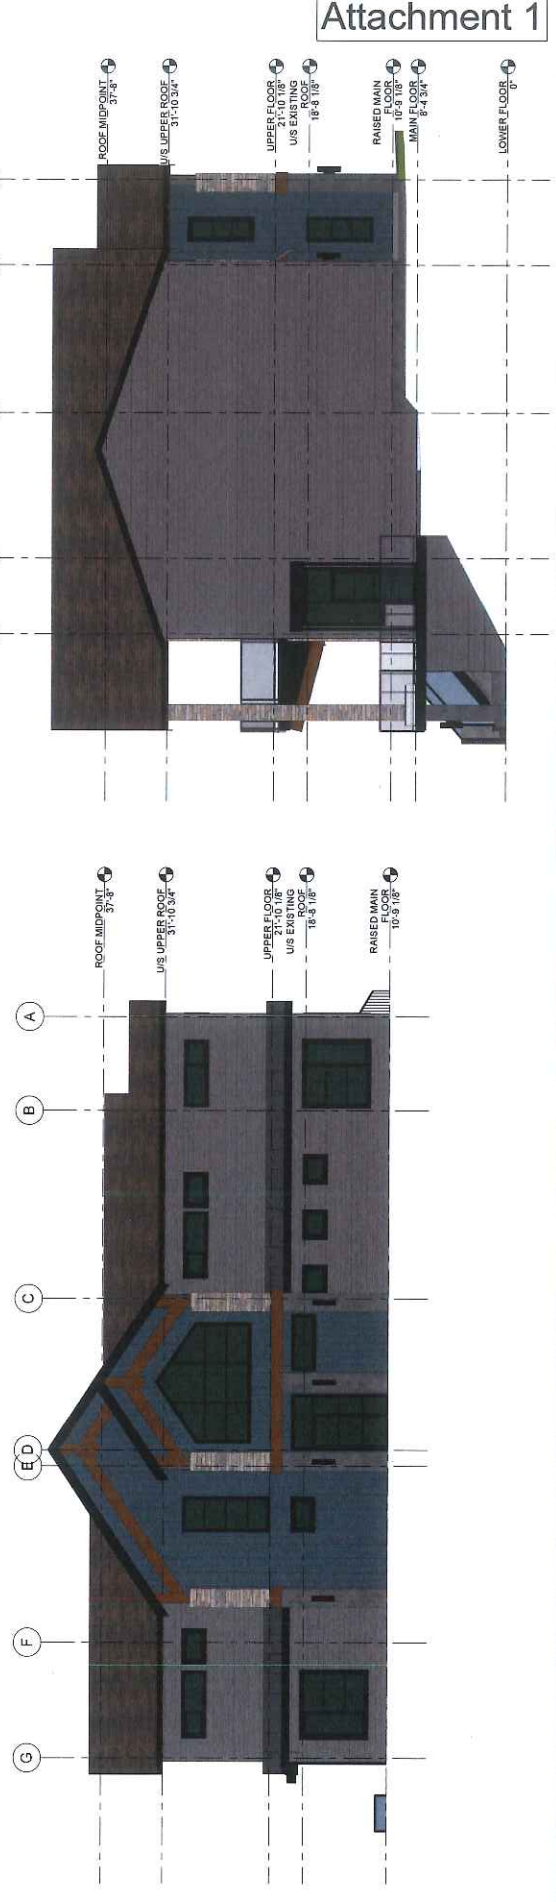 Attachment 1
ROOF MIDPOINT
37'-8"
U/S UPPER ROOF
31'-10 3/4"
UPPER FLOOR
21'-10 1/8"
U/S EXISTING
ROOF
18'-8 1/8"
RAISED MAIN
FLOOR
10'-9 1/8"
MAIN FLOOR
8'-4 3/4"
LOWER FLOOR
0"
ROOF MIDPOINT
37'-8"
U/S UPPER ROOF
31'-10 3/4"
UPPER FLOOR
21'-10 1/8"
U/S EXISTING
ROOF
18'-8 1/8"
RAISED MAIN
FLOOR
10'-9 1/8"
A
B
C
D
E
F
G